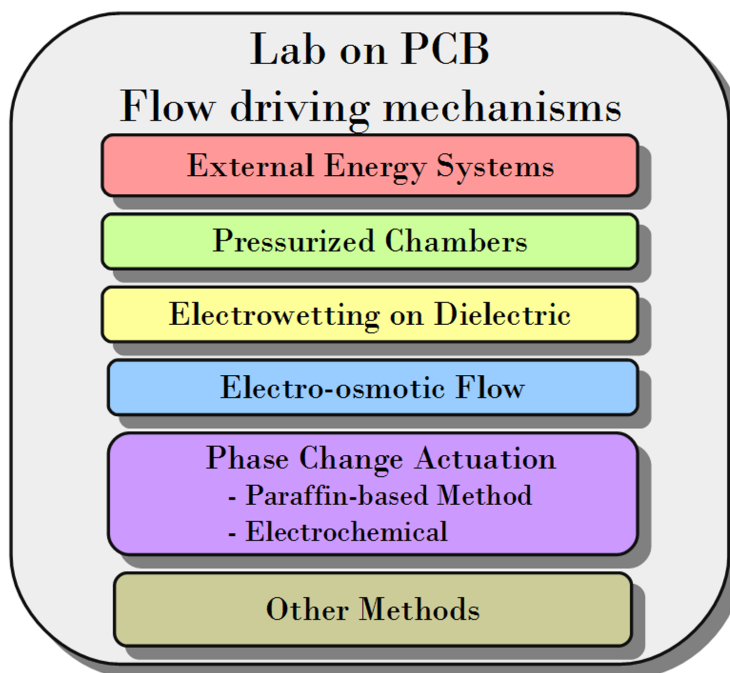 Lab on PCB
Flow driving mechanisms
External Energy Systems
Pressurized Chambers
Electrowetting on Dielectric
Electro-osmotic Flow
Phase Change Actuation
- Paraffin-based Method
- Electrochemical
Other Methods